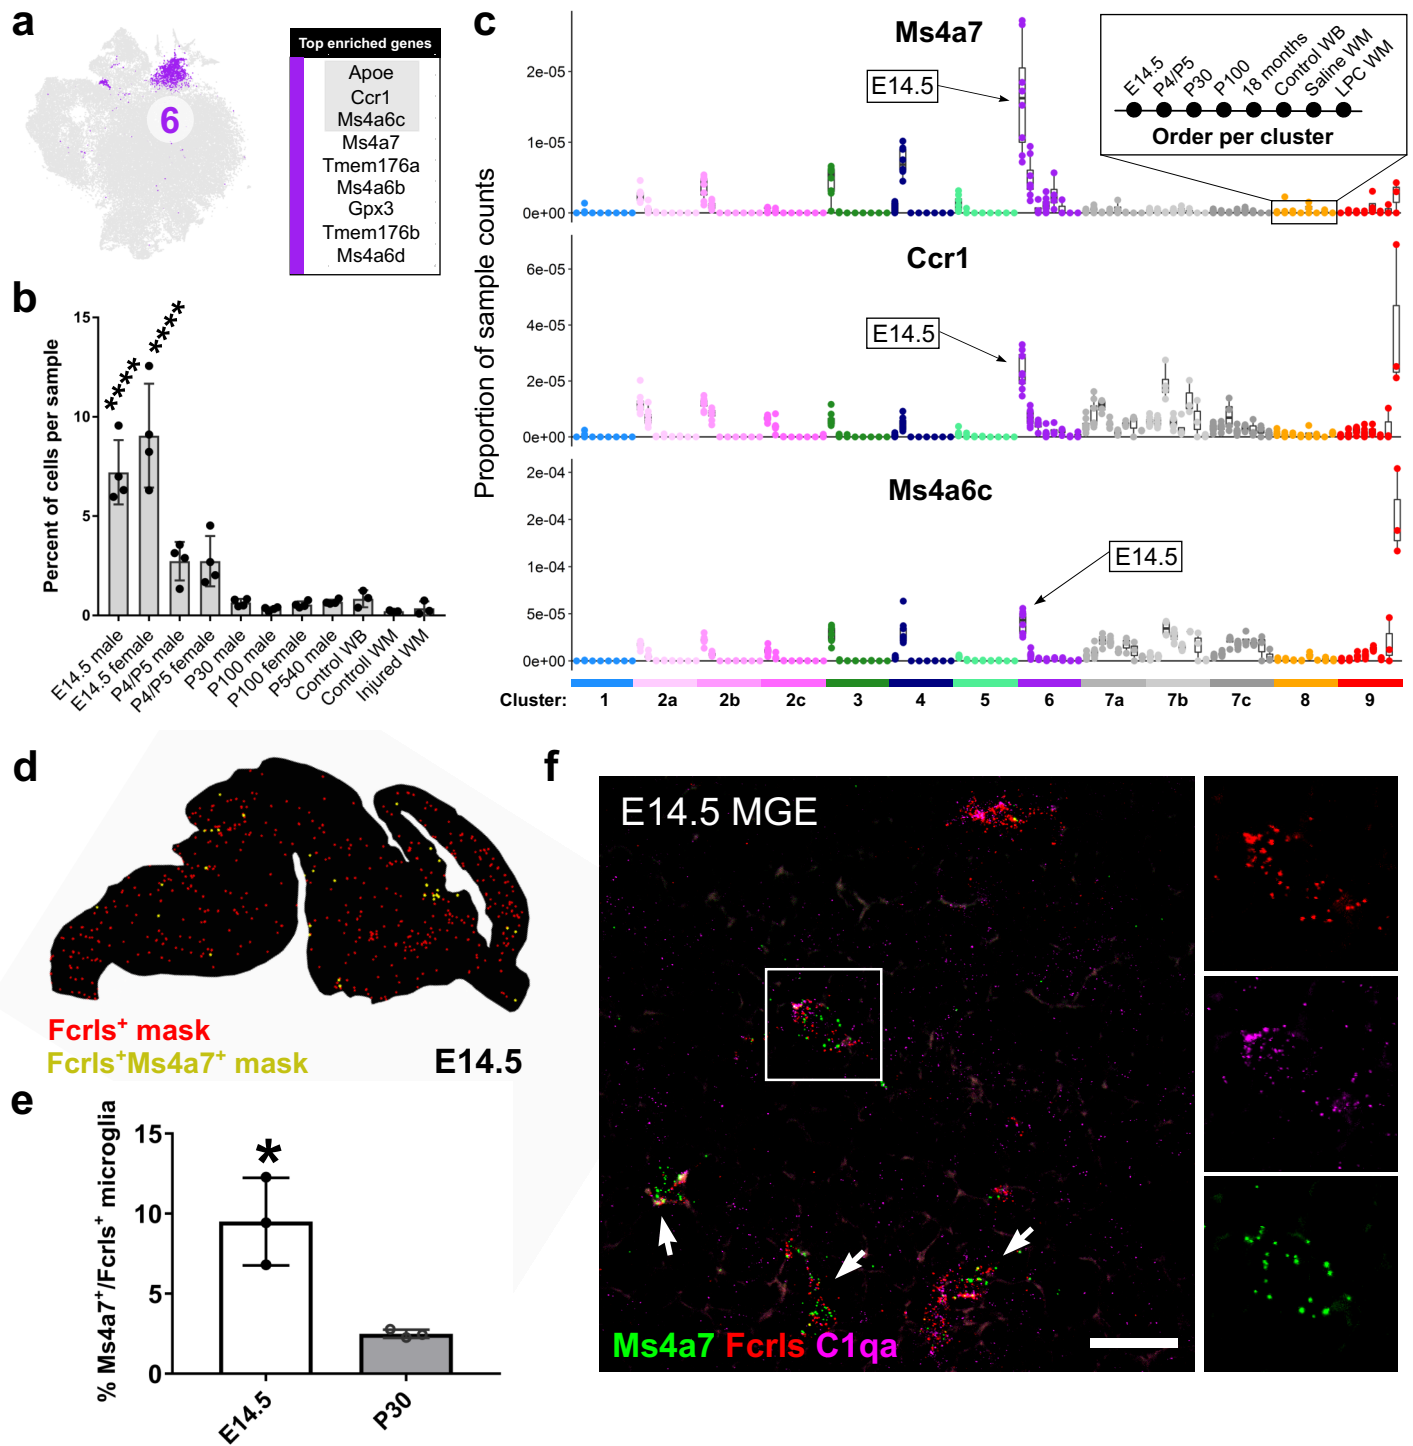 a
6
Top enriched genes
Apoe
Ccr1
Ms4a6c
Ms4a7
Tmem176a
Ms4a6b
Gpx3
Tmem176b
Ms4a6d
b
Percent of cells per sample
15
10
5
0
****
****
E14.5 male
E14.5 female
P4/P5 male
P4/P5 female
P30 male
P100 male
P100 female
P540 male
Control WB
Controll WM
Injured WM
c
Proportion of sample counts
Ms4a7
2e-05
1e-05
0e+00
E14.5
E14.5
P4/P5
P30
P100
18 months
Control WB
Saline WM
LPC WM
Order per cluster
Ccr1
6e-05
4e-05
2e-05
0e+00
E14.5
Ms4a6c
2e-04
2e-04
1e-04
5e-05
0e+00
E14.5
Cluster: 1 2a 2b 2c 3 4 5 6 7a 7b 7c 8 9
d
Fcrls+ mask
Fcrls+Ms4a7+ mask
E14.5
e
% Ms4a7+/Fcrls+ microglia
15
10
5
0
*
E14.5
P30
f
E14.5 MGE
Ms4a7 Fcrls C1qa